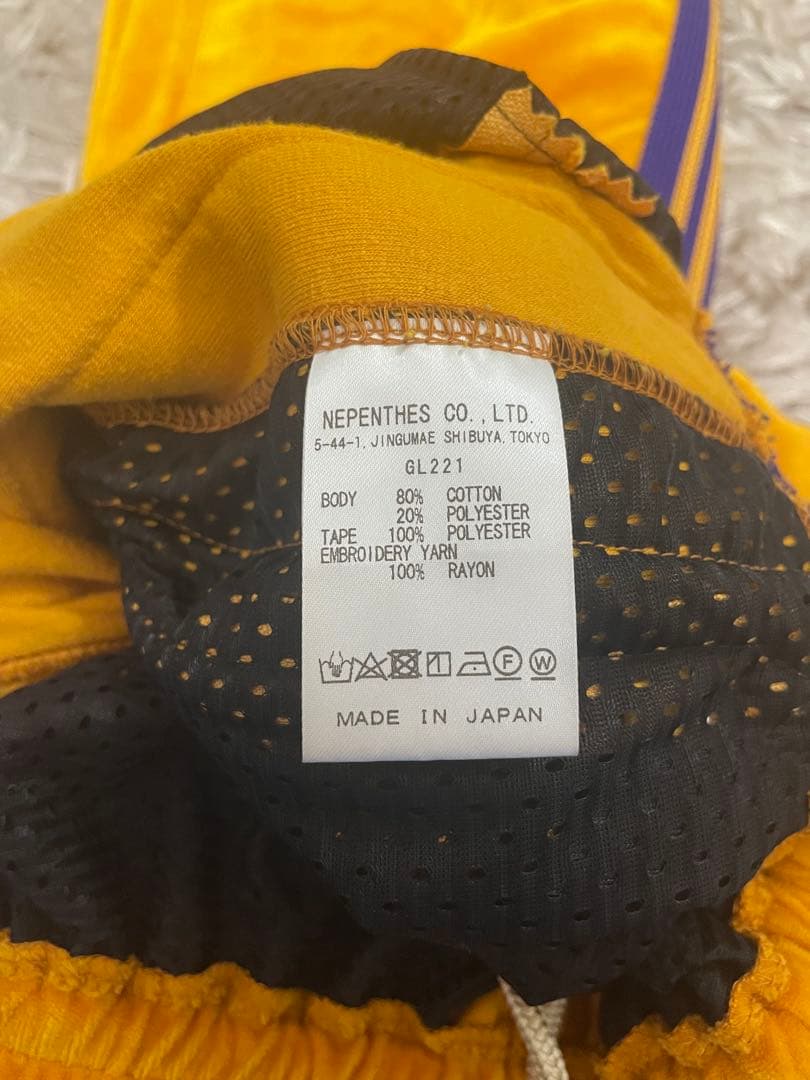 NEPENTHES CO.,LTD.
5-44-1, JINGUMAE SHIBUYA, TOKYO
GL221
BODY 80% COTTON
20% POLYESTER
TAPE 100% POLYESTER
EMBROIDERY YARN
100% RAYON
F W
MADE IN JAPAN